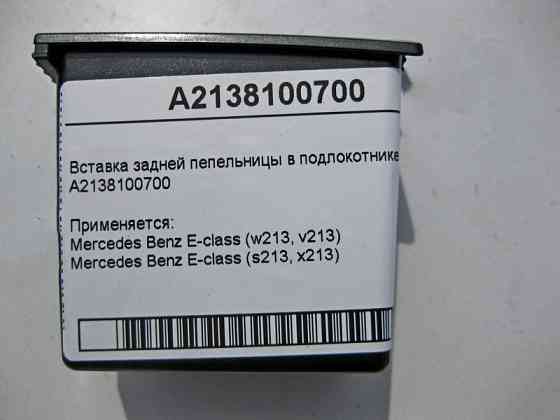 A2138100700
Вставка задней пепельницы в подлокотнике
A2138100700
Применяется:
Mercedes Benz E-class (w213, v213)
Mercedes Benz E-class (s213, x213)